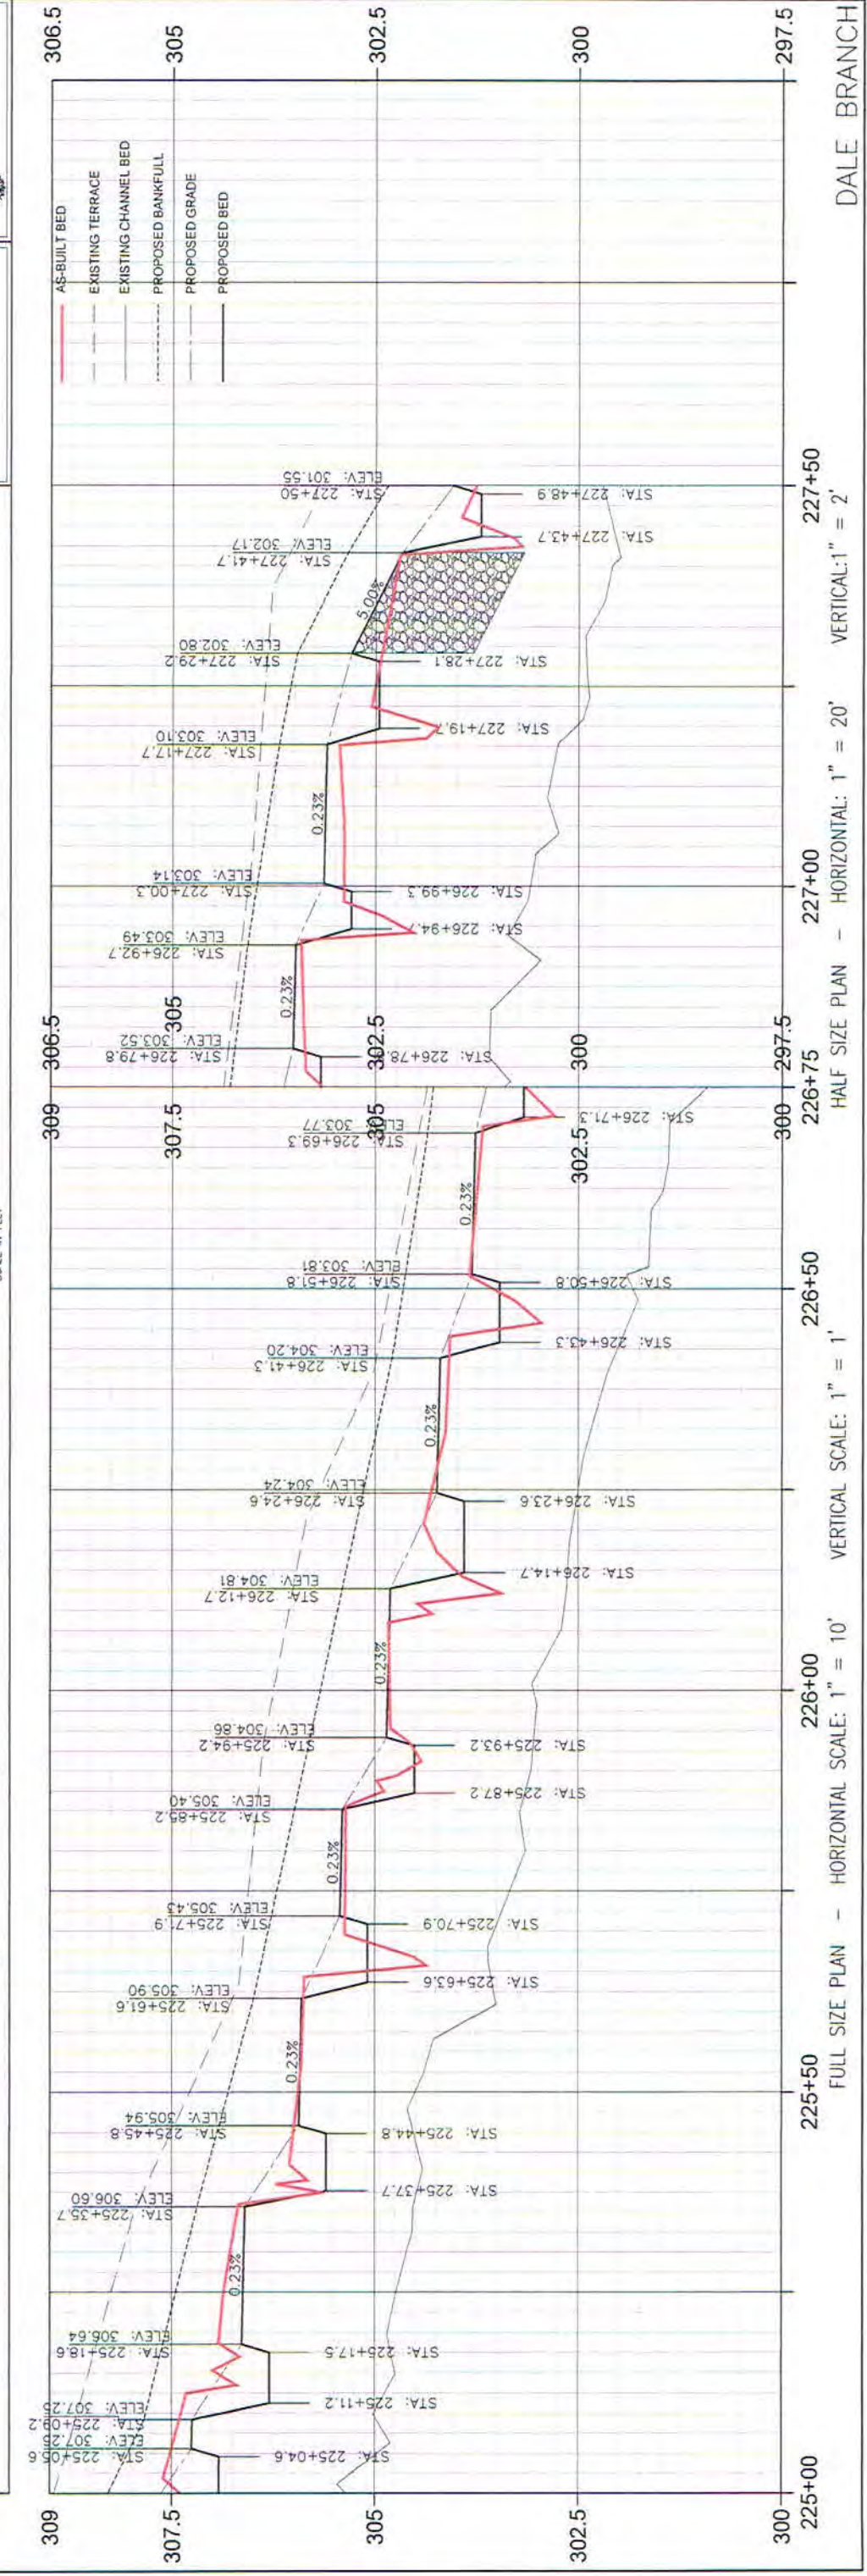 309
307.5
305
302.5
300
306.5
305
302.5
300
297.5
309
307.5
305
302.5
300
306.5
305
302.5
300
297.5
AS-BUILT BED
EXISTING TERRACE
EXISTING CHANNEL BED
PROPOSED BANKFULL
PROPOSED GRADE
PROPOSED BED
STA: 225+05.6
ELEV: 307.25
STA: 225+09.2
ELEV: 307.25
STA: 225+18.6
ELEV: 306.64
STA: 225+35.7
ELEV: 306.60
STA: 225+45.8
ELEV: 305.94
STA: 225+61.6
ELEV: 305.90
STA: 225+71.9
ELEV: 305.43
STA: 225+85.2
ELEV: 305.40
STA: 225+94.2
ELEV: 304.86
STA: 226+12.7
ELEV: 304.81
STA: 226+24.6
ELEV: 304.24
STA: 226+41.3
ELEV: 304.20
STA: 226+51.8
ELEV: 303.81
STA: 226+69.3
ELEV: 303.77
STA: 226+79.8
ELEV: 303.52
STA: 226+92.7
ELEV: 303.49
STA: 227+00.3
ELEV: 303.14
STA: 227+17.7
ELEV: 303.10
STA: 227+29.2
ELEV: 302.80
STA: 227+41.7
ELEV: 302.17
STA: 227+50
ELEV: 301.55
0.23%
0.23%
0.23%
0.23%
0.23%
0.23%
0.23%
0.23%
0.23%
5.00%
STA: 225+04.6
STA: 225+11.2
STA: 225+17.5
STA: 225+37.7
STA: 225+44.8
STA: 225+63.6
STA: 225+70.9
STA: 225+87.2
STA: 225+93.2
STA: 226+14.7
STA: 226+23.6
STA: 226+43.3
STA: 226+50.8
STA: 226+71.3
STA: 226+78.8
STA: 226+94.7
STA: 226+99.3
STA: 227+19.7
STA: 227+28.1
STA: 227+43.7
STA: 227+48.9
225+00
225+50
226+00
226+50
226+75
227+00
227+50
FULL SIZE PLAN - HORIZONTAL SCALE: 1" = 10' VERTICAL SCALE: 1" = 1'
HALF SIZE PLAN - HORIZONTAL: 1" = 20' VERTICAL:1" = 2'
DALE BRANCH